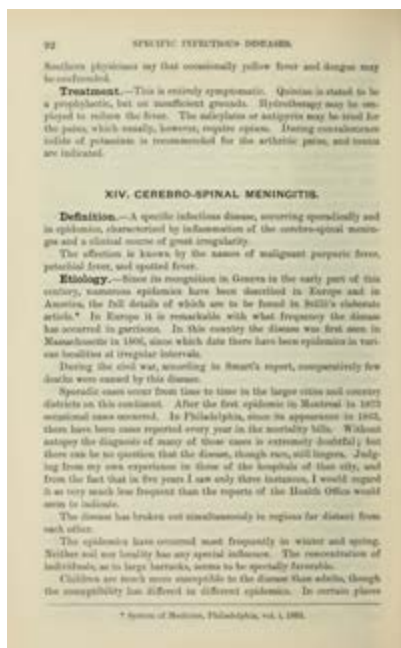 92 SPECIFIC INFECTIOUS DISEASES.
Southern physicians say that occasionally yellow fever and dengue may
be confounded.
Treatment.—This is entirely symptomatic. Quinine is stated to be
a prophylactic, but on insufficient grounds. Hydrotherapy may be em-
ployed to reduce the fever. The salicylates or antipyrin may be tried for
the pains, which usually, however, require opium. During convalescence
iodide of potassium is recommended for the arthritic pains, and tonics
are indicated.
XIV. CEREBRO-SPINAL MENINGITIS.
Definition.—A specific infectious disease, occurring sporadically and
in epidemics, characterized by inflammation of the cerebro-spinal menin-
ges and a clinical course of great irregularity.
The affection is known by the names of malignant purpuric fever,
petechial fever, and spotted fever.
Etiology.—Since its recognition in Geneva in the early part of this
century, numerous epidemics have been described in Europe and in
America, the full details of which are to be found in Stillé's elaborate
article.* In Europe it is remarkable with what frequency the disease
has occurred in garrisons. In this country the disease was first seen in
Massachusetts in 1806, since which date there have been epidemics in vari-
ous localities at irregular intervals.
During the civil war, according to Smart's report, comparatively few
deaths were caused by this disease.
Sporadic cases occur from time to time in the larger cities and country
districts on this continent. After the first epidemic in Montreal in 1872
occasional cases occurred. In Philadelphia, since its appearance in 1863,
there have been cases reported every year in the mortality bills. Without
autopsy the diagnosis of many of these cases is extremely doubtful; but
there can be no question that the disease, though rare, still lingers. Judg-
ing from my own experience in three of the hospitals of that city, and
from the fact that in five years I saw only three instances, I would regard
it as very much less frequent than the reports of the Health Office would
seem to indicate.
The disease has broken out simultaneously in regions far distant from
each other.
The epidemics have occurred most frequently in winter and spring.
Neither soil nor locality has any special influence. The concentration of
individuals, as in large barracks, seems to be specially favorable.
Children are much more susceptible to the disease than adults, though
the susceptibility has differed in different epidemics. In certain places
* System of Medicine, Philadelphia, vol. i, 1885.